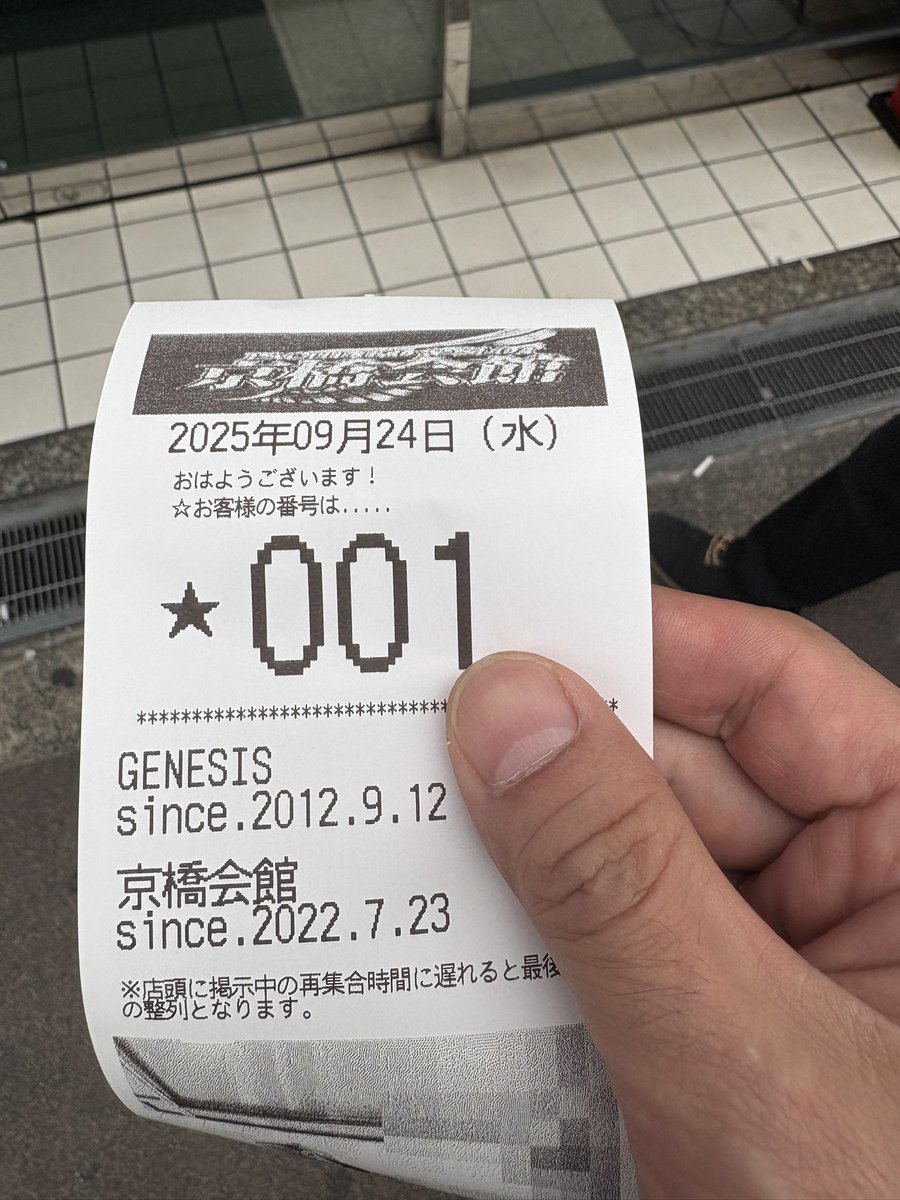 京橋会館
2025年09月24日（水）
おはようございます！
☆お客様の番号は.....
★001
****************************
GENESIS
since.2012.9.12
京橋会館
since.2022.7.23
※店頭に掲示中の再集合時間に遅れると最後
の整列となります。